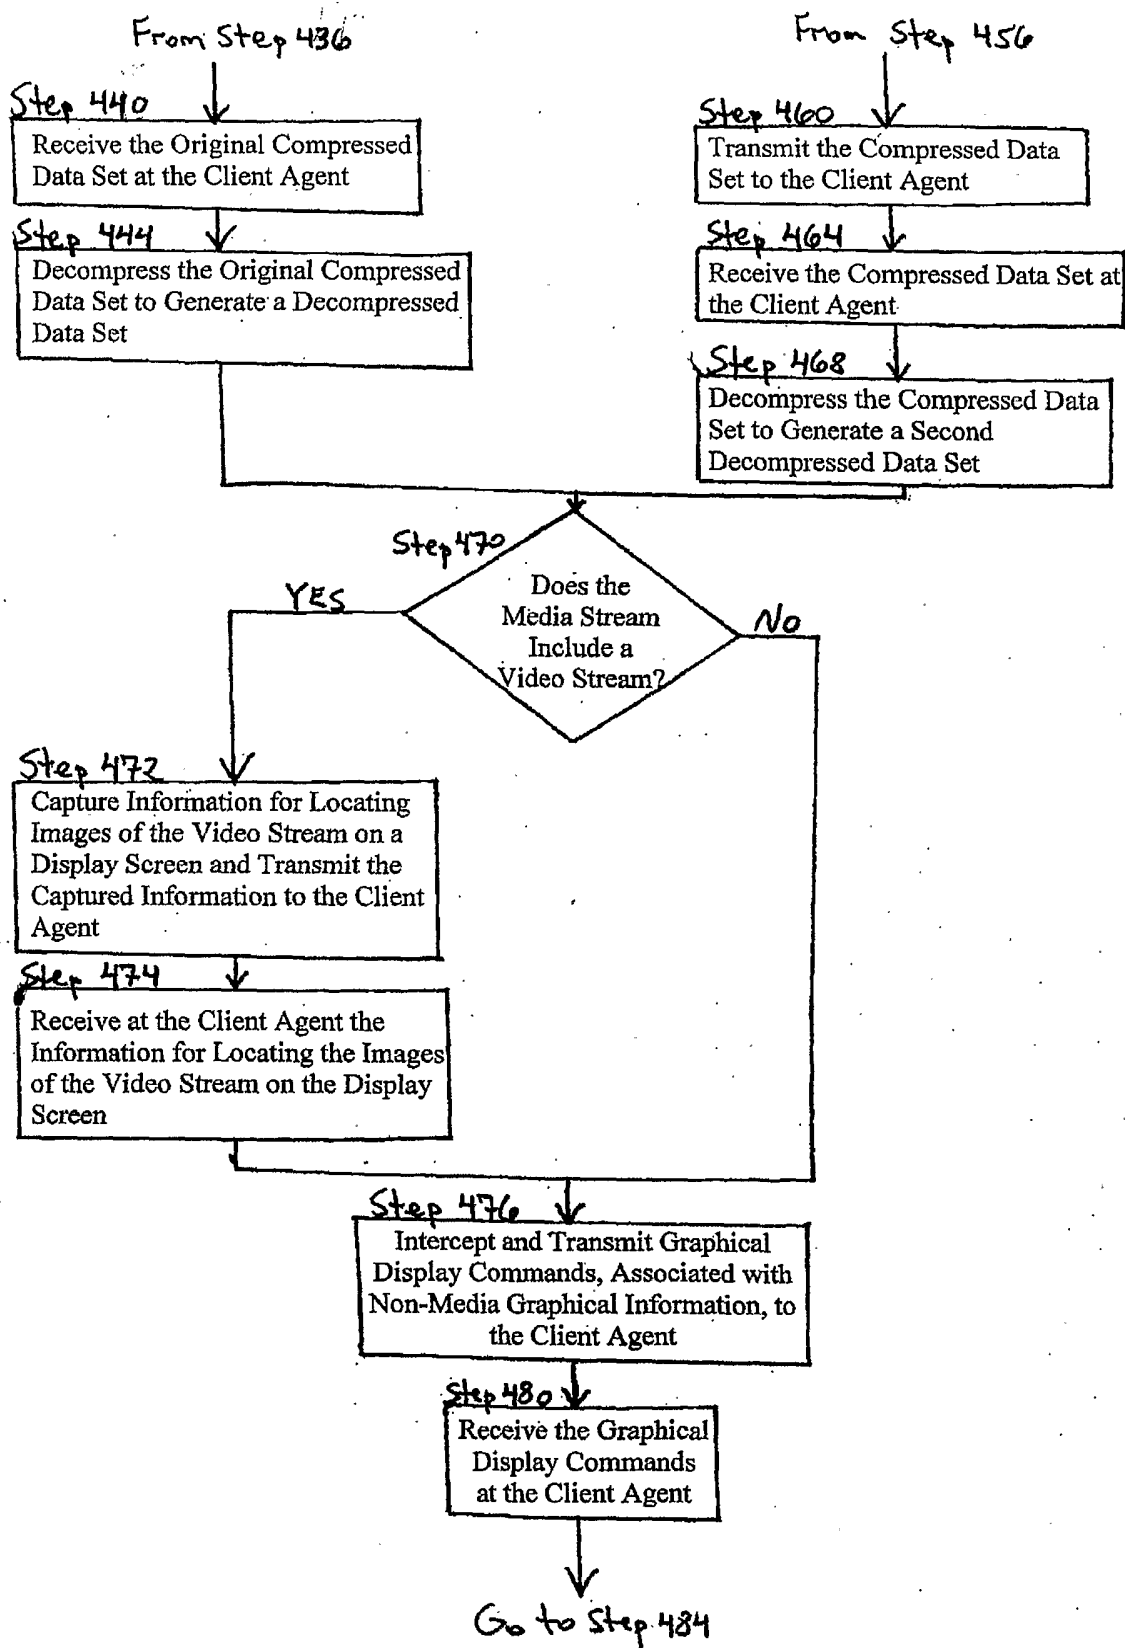 From Step 436
Step 440
Receive the Original Compressed
Data Set at the Client Agent
Step 444
Decompress the Original Compressed
Data Set to Generate a Decompressed
Data Set
From Step 456
Step 460
Transmit the Compressed Data
Set to the Client Agent
Step 464
Receive the Compressed Data Set at
the Client Agent
Step 468
Decompress the Compressed Data
Set to Generate a Second
Decompressed Data Set
Step 470
Does the
Media Stream
Include a
Video Stream?
YES
No
Step 472
Capture Information for Locating
Images of the Video Stream on a
Display Screen and Transmit the
Captured Information to the Client
Agent
Step 474
Receive at the Client Agent the
Information for Locating the Images
of the Video Stream on the Display
Screen
Step 476
Intercept and Transmit Graphical
Display Commands, Associated with
Non-Media Graphical Information, to
the Client Agent
Step 480
Receive the Graphical
Display Commands
at the Client Agent
Go to Step 484